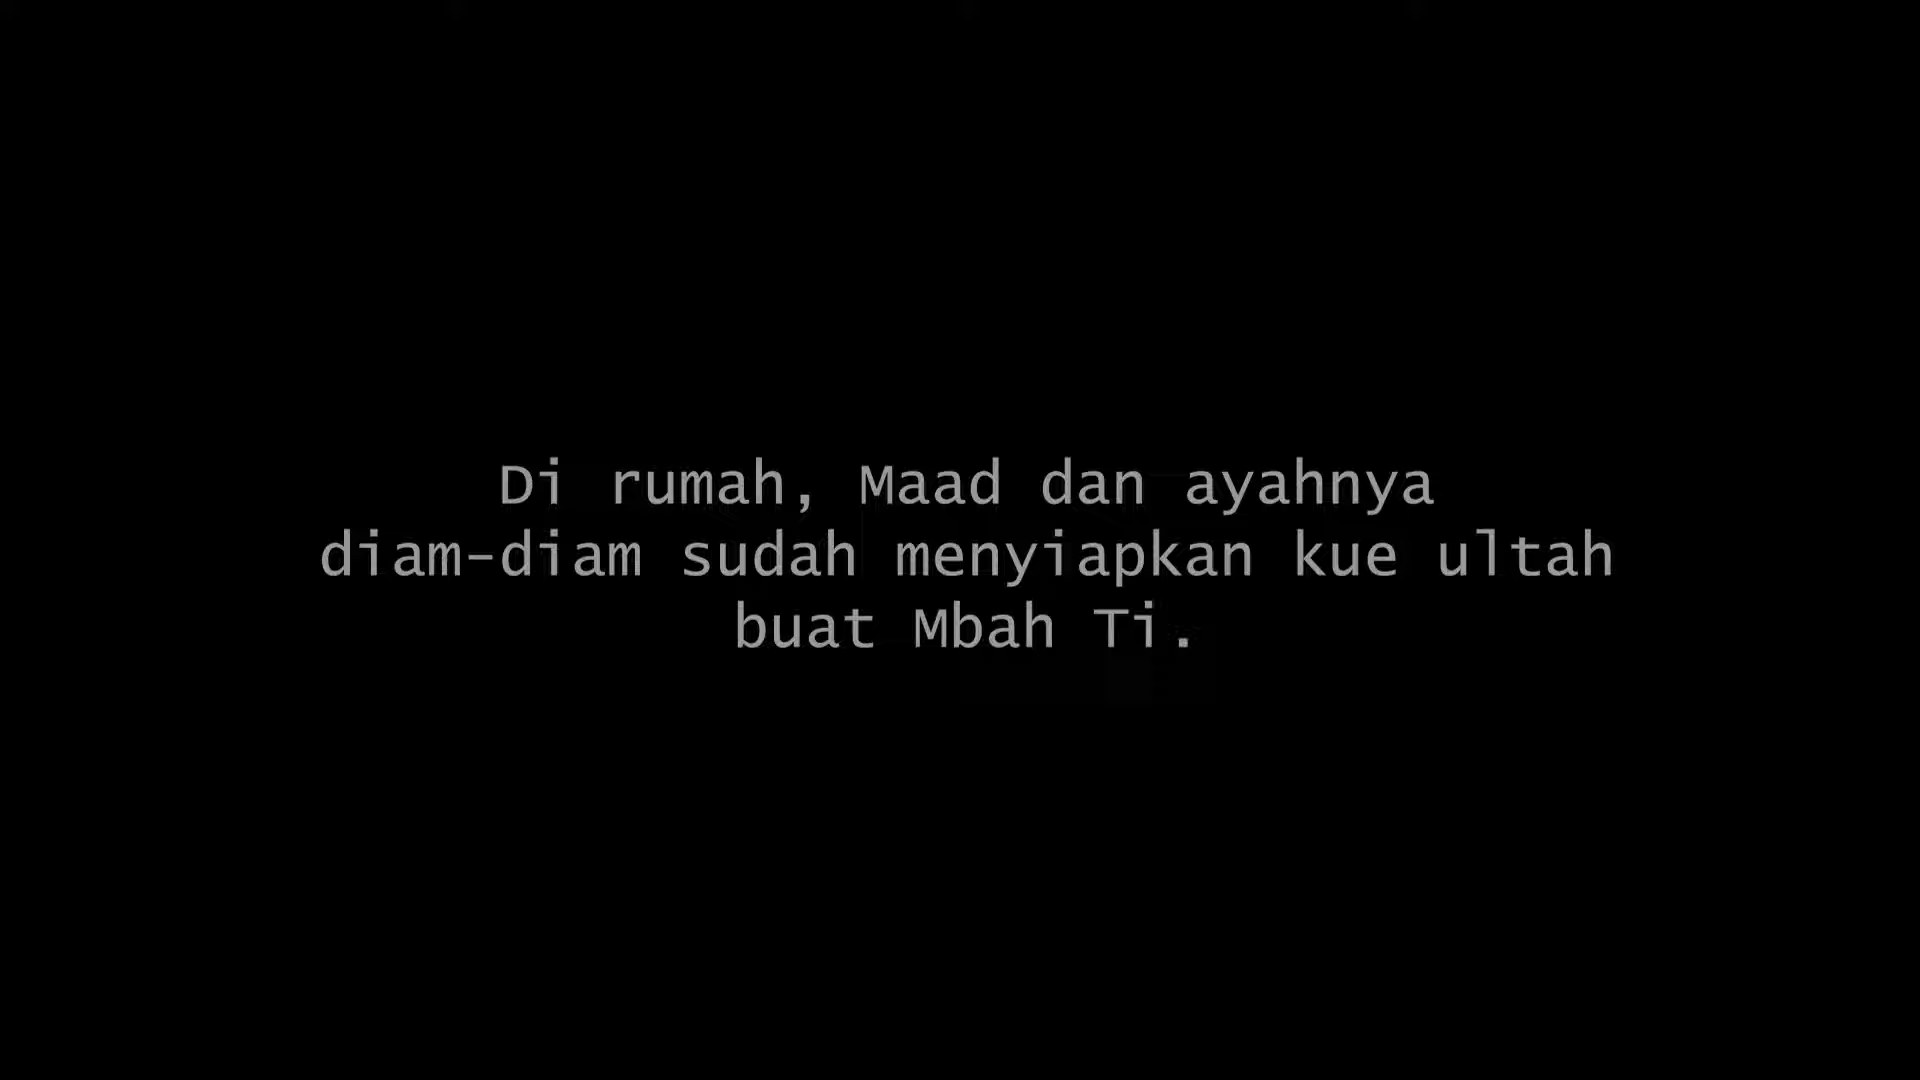 Di rumah, Maad dan ayahnya
diam-diam sudah menyiapkan kue ultah
buat Mbah Ti.